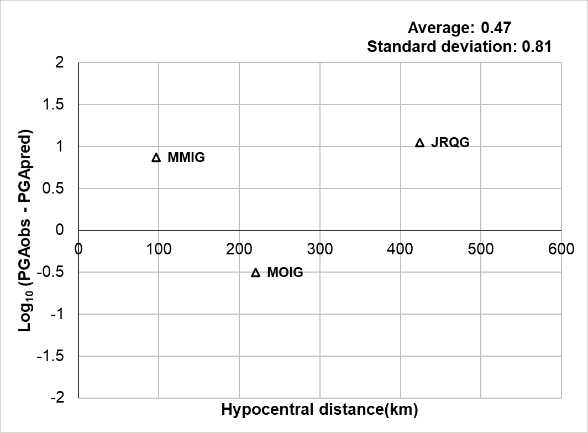 Average: 0.47
Standard deviation: 0.81
2
1.5
1
0.5
0
-0.5
-1
-1.5
-2
0 100 200 300 400 500 600
MMIG
JRQG
MOIG
Log10 (PGAobs - PGApred)
Hypocentral distance(km)